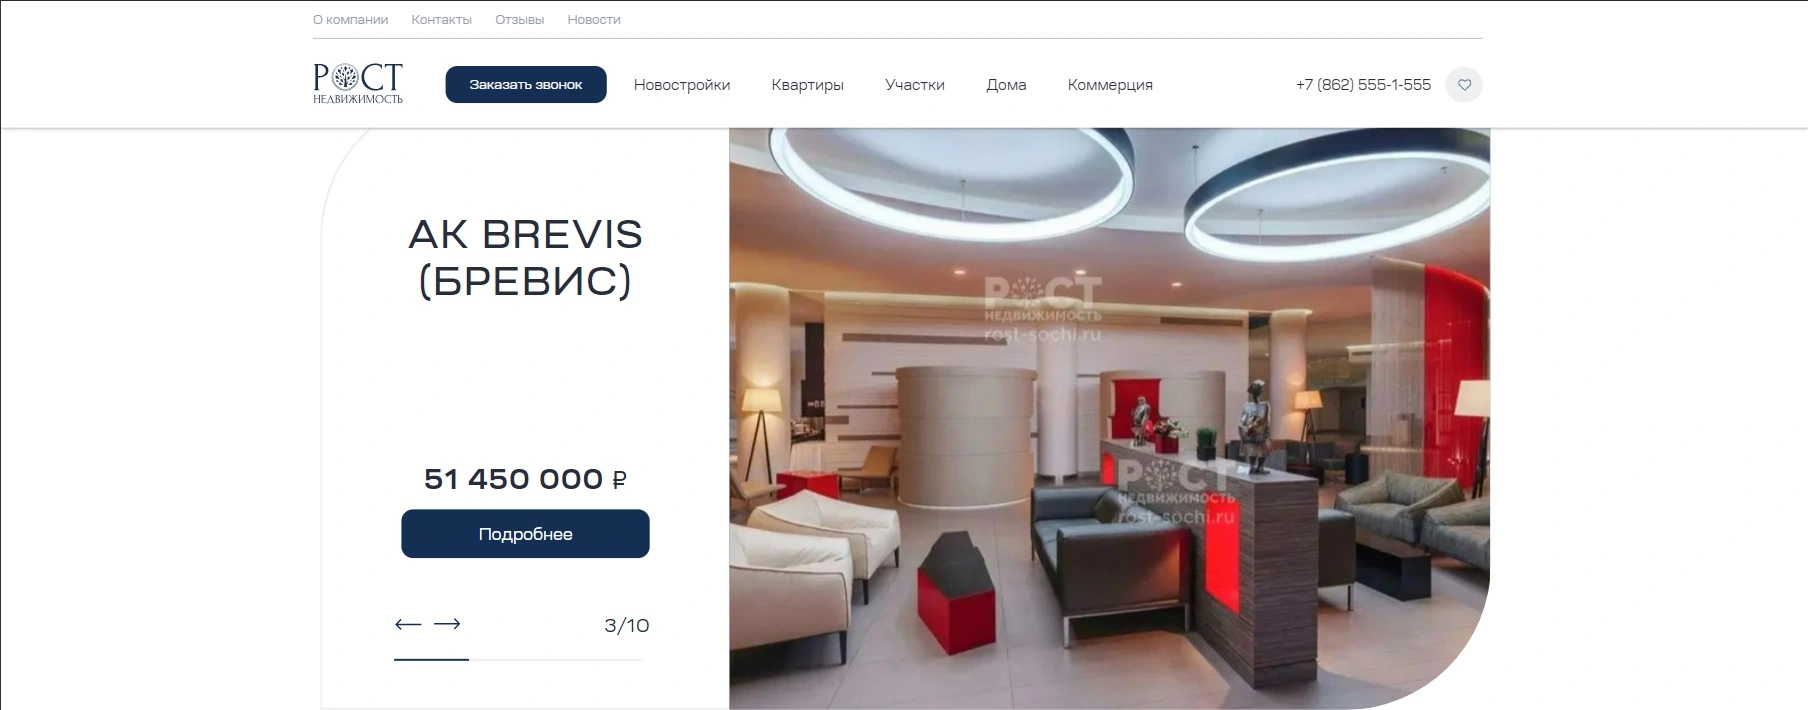 О компании Контакты Отзывы Новости
РОСТ
НЕДВИЖИМОСТЬ
Заказать звонок Новостройки Квартиры Участки Дома Коммерция +7 (862) 555-1-555
АК BREVIS
(БРЕВИС)
51 450 000 ₽
Подробнее
3/10
РОСТ
НЕДВИЖИМОСТЬ
rost-sochi.ru
РОСТ
НЕДВИЖИМОСТЬ
rost-sochi.ru